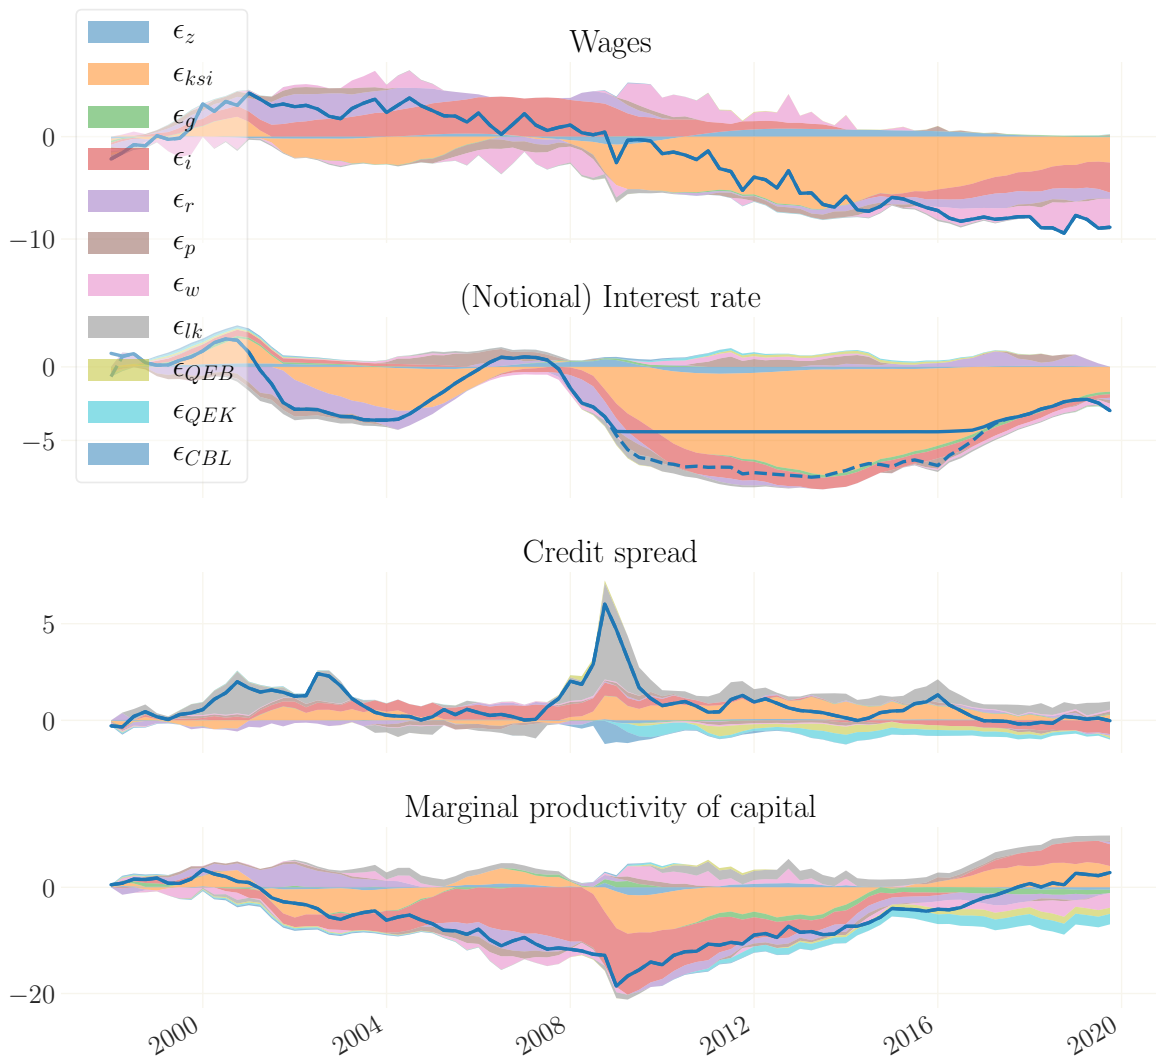 Wages
0
−10
ϵ_z
ϵ_ksi
ϵ_g
ϵ_i
ϵ_r
ϵ_p
ϵ_w
ϵ_lk
ϵ_QEB
ϵ_QEK
ϵ_CBL
(Notional) Interest rate
0
−5
Credit spread
5
0
Marginal productivity of capital
0
−20
2000 2004 2008 2012 2016 2020